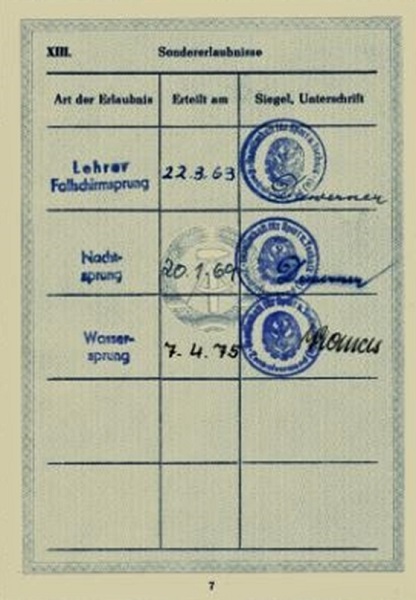 XIII. Sondererlaubnisse
Art der Erlaubnis Erteilt am Siegel, Unterschrift
Lehrer
Fallschirmsprung 22.3.63
Nacht-
sprung 20.1.69
Wasser-
sprung 7.4.75
7